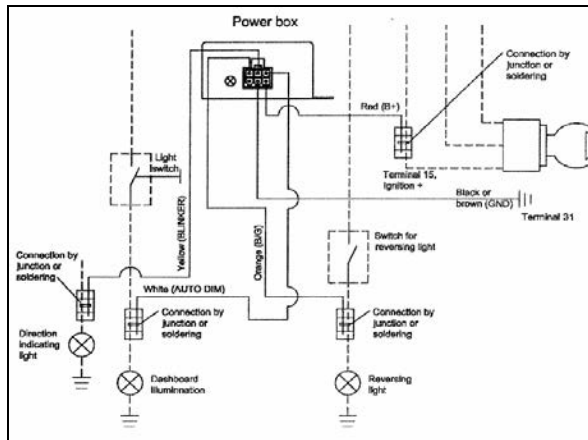 Power box
Connection by
junction or
soldering
Red (B+)
Light
switch
Terminal 15,
Ignition +
Black or
brown (GND)
Terminal 31
Yellow (BLINKER)
Orange (B/G)
Switch for
reversing light
Connection by
junction or
soldering
White (AUTO DIM)
Connection by
junction or
soldering
Connection by
junction or
soldering
Direction
indicating
light
Dashboard
Illumination
Reversing
light